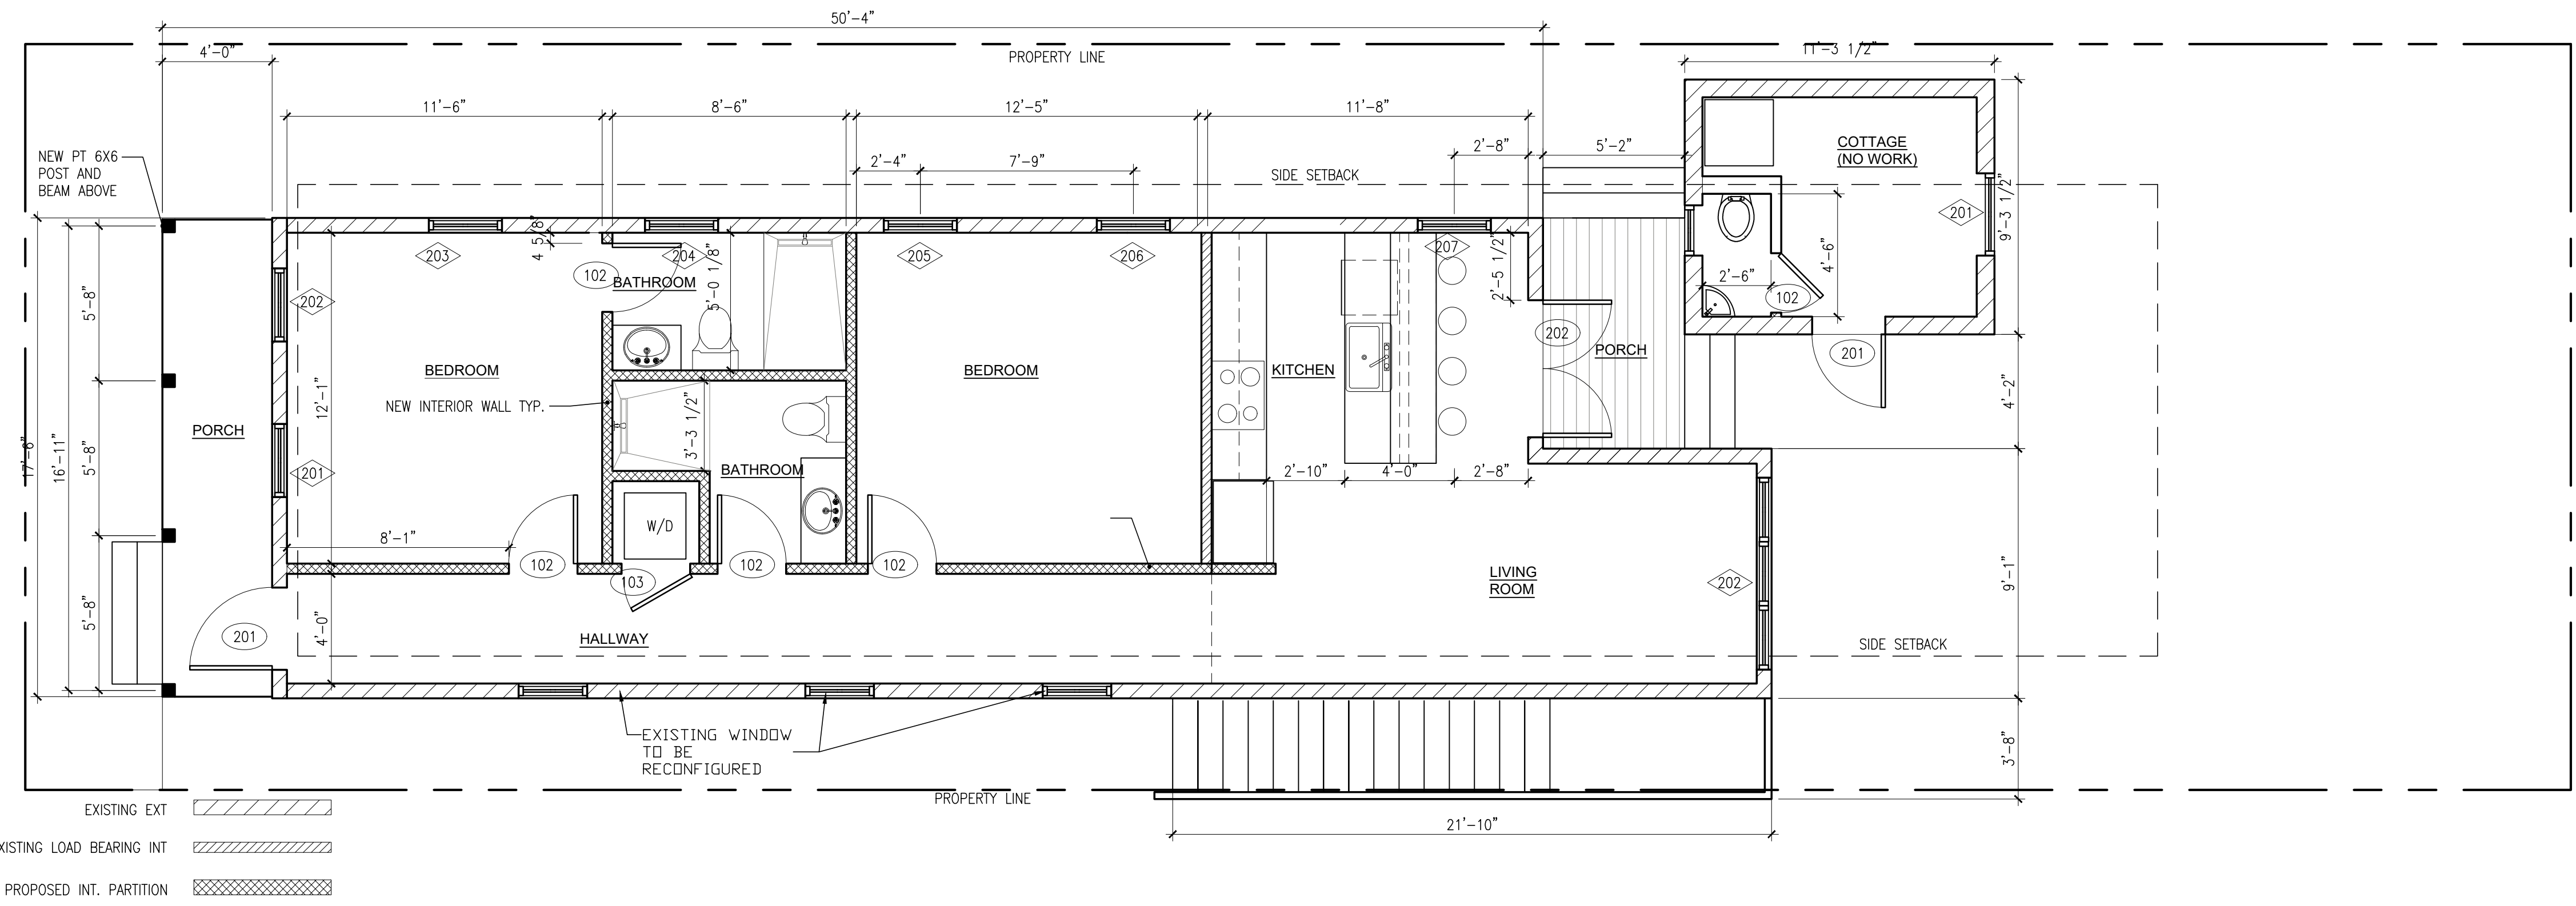 50'-4"
4'-0"
PROPERTY LINE
11'-3 1/2"
11'-6"
8'-6"
12'-5"
11'-8"
NEW PT 6X6
POST AND
BEAM ABOVE
2'-4"
7'-9"
2'-8"
5'-2"
COTTAGE
(NO WORK)
SIDE SETBACK
201
9'-3 1/2"
4 5/8"
203
204
205
206
207
102
BATHROOM
5'-0 1/8"
2'-5 1/2"
2'-6"
4'-6"
102
202
5'-8"
202
PORCH
201
BEDROOM
BEDROOM
KITCHEN
12'-1"
NEW INTERIOR WALL TYP.
3'-3 1/2"
4'-2"
PORCH
17'-6"
16'-11"
5'-8"
201
BATHROOM
2'-10"
4'-0"
2'-8"
W/D
8'-1"
102
103
102
102
LIVING
ROOM
202
9'-1"
5'-8"
201
4'-0"
HALLWAY
SIDE SETBACK
EXISTING WINDOW
TO BE
RECONFIGURED
3'-8"
PROPERTY LINE
21'-10"
EXISTING EXT
XISTING LOAD BEARING INT
PROPOSED INT. PARTITION